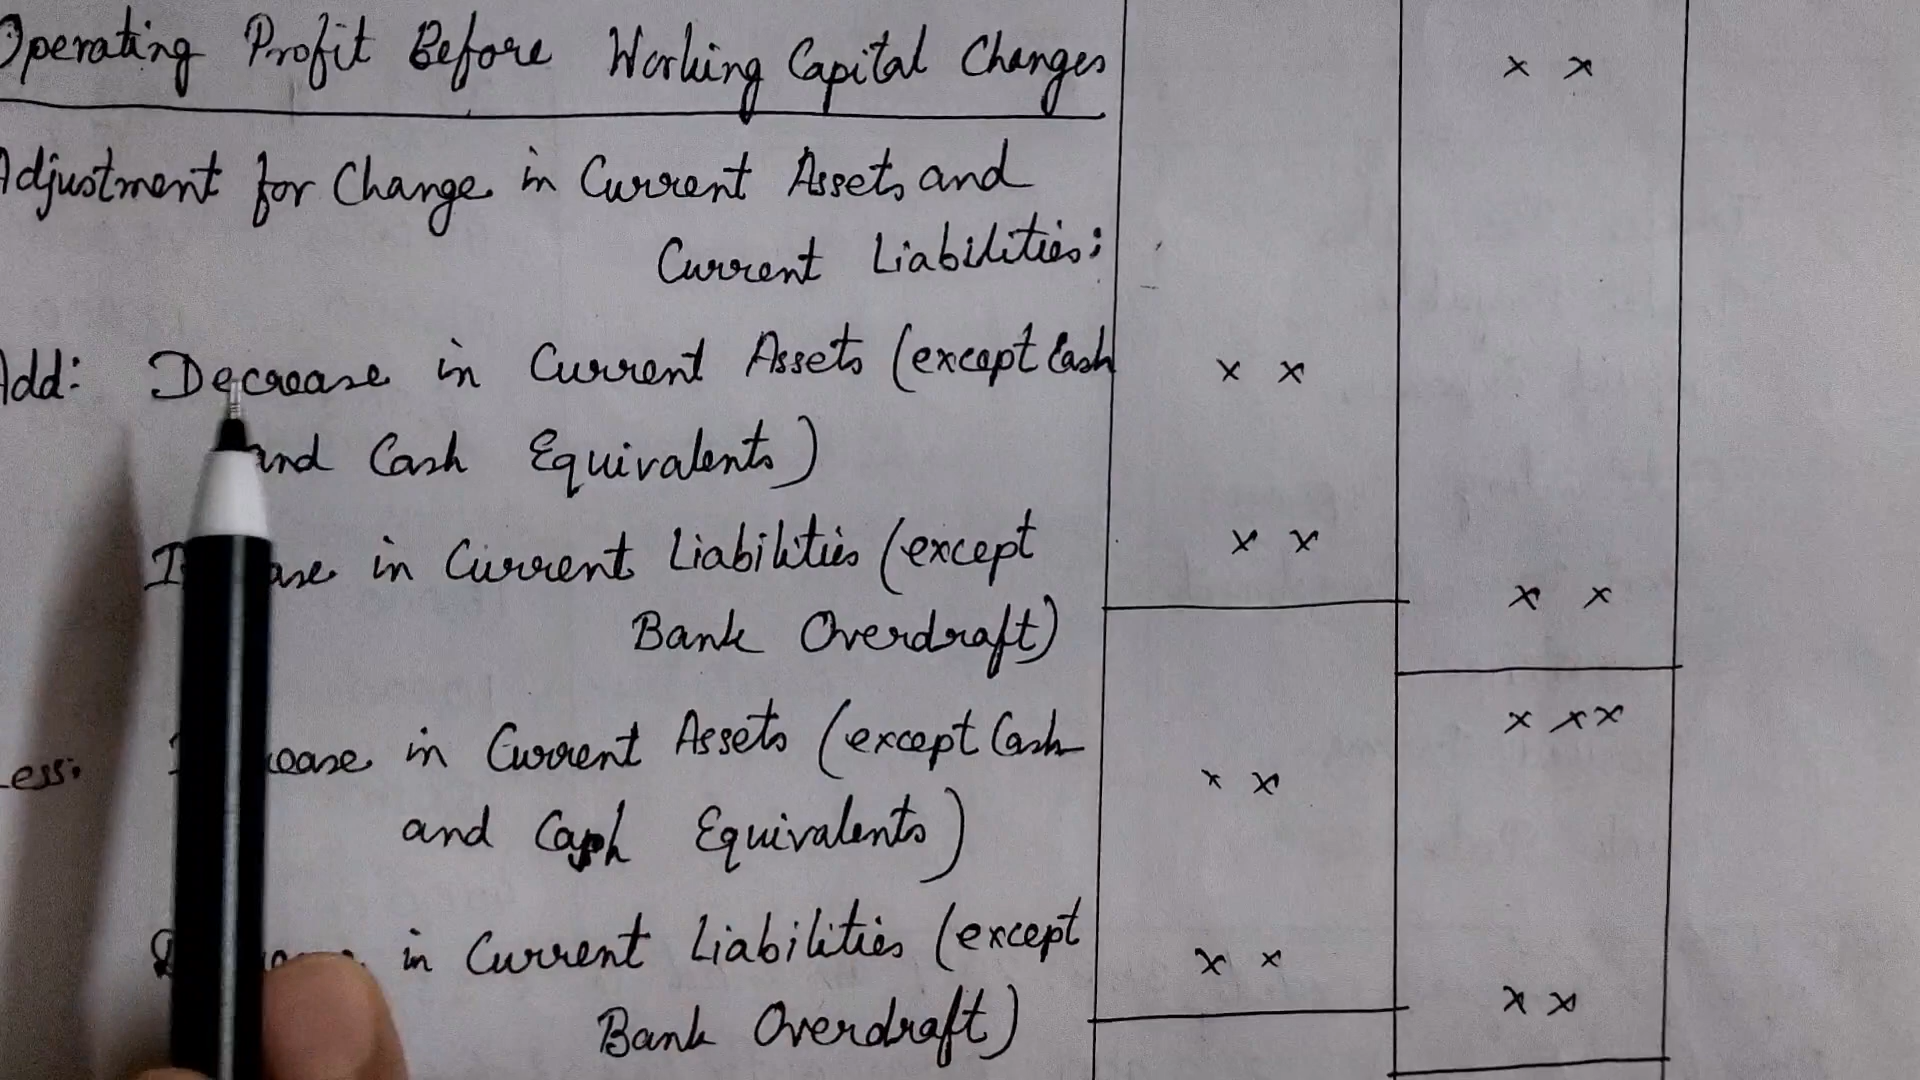 Operating Profit Before Working Capital Changes x x
Adjustment for Change in Current Assets and
Current Liabilities:
Add: Decrease in Current Assets (except Cash x x
and Cash Equivalents)
in Current Liabilities (except x x
Bank Overdraft) x x
x x x
Less: in Current Assets (except Cash x x
and Cash Equivalents)
in Current Liabilities (except x x
Bank Overdraft) x x